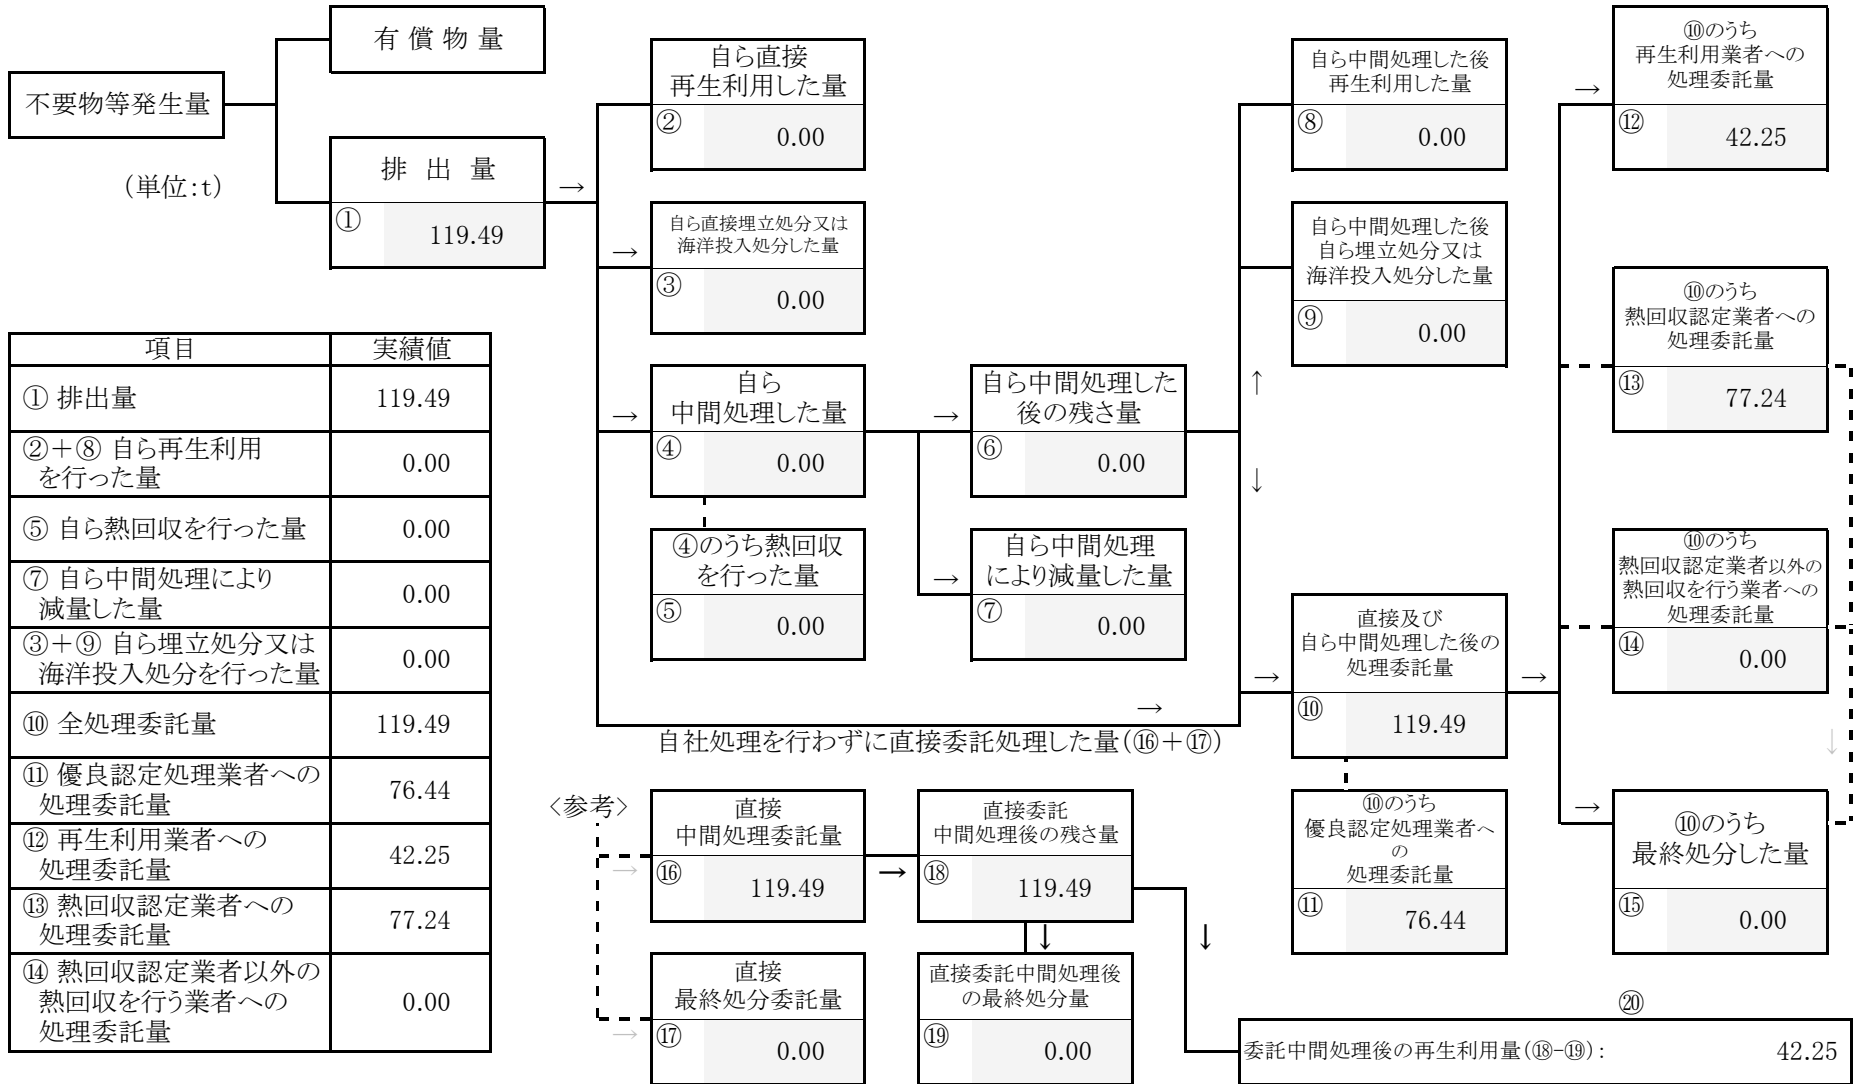 有 償 物 量
不要物等発生量
(単位:t)
排 出 量
①
119.49
→
自ら直接
再生利用した量
②
0.00
→
自ら直接埋立処分又は
海洋投入処分した量
③
0.00
→
自ら
中間処理した量
④
0.00
④のうち熱回収
を行った量
⑤
0.00
→
自ら中間処理した
後の残さ量
⑥
0.00
→
自ら中間処理
により減量した量
⑦
0.00
↑
↓
自ら中間処理した後
再生利用した量
⑧
0.00
自ら中間処理した後
自ら埋立処分又は
海洋投入処分した量
⑨
0.00
→
自社処理を行わずに直接委託処理した量(⑯+⑰)
→
直接及び
自ら中間処理した後の
処理委託量
⑩
119.49
⑩のうち
優良認定処理業者へ
の
処理委託量
⑪
76.44
→
→
⑩のうち
再生利用業者への
処理委託量
⑫
42.25
⑩のうち
熱回収認定業者への
処理委託量
⑬
77.24
⑩のうち
熱回収認定業者以外の
熱回収を行う業者への
処理委託量
⑭
0.00
↓
→
⑩のうち
最終処分した量
⑮
0.00
項目 実績値
① 排出量 119.49
②+⑧ 自ら再生利用
を行った量 0.00
⑤ 自ら熱回収を行った量 0.00
⑦ 自ら中間処理により
減量した量 0.00
③+⑨ 自ら埋立処分又は
海洋投入処分を行った量 0.00
⑩ 全処理委託量 119.49
⑪ 優良認定処理業者への
処理委託量 76.44
⑫ 再生利用業者への
処理委託量 42.25
⑬ 熱回収認定業者への
処理委託量 77.24
⑭ 熱回収認定業者以外の
熱回収を行う業者への
処理委託量 0.00
<参考>
→
直接
中間処理委託量
⑯
119.49
→
直接委託
中間処理後の残さ量
⑱
119.49
↓
↓
→
直接
最終処分委託量
⑰
0.00
直接委託中間処理後
の最終処分量
⑲
0.00
⑳
委託中間処理後の再生利用量(⑱-⑲): 42.25